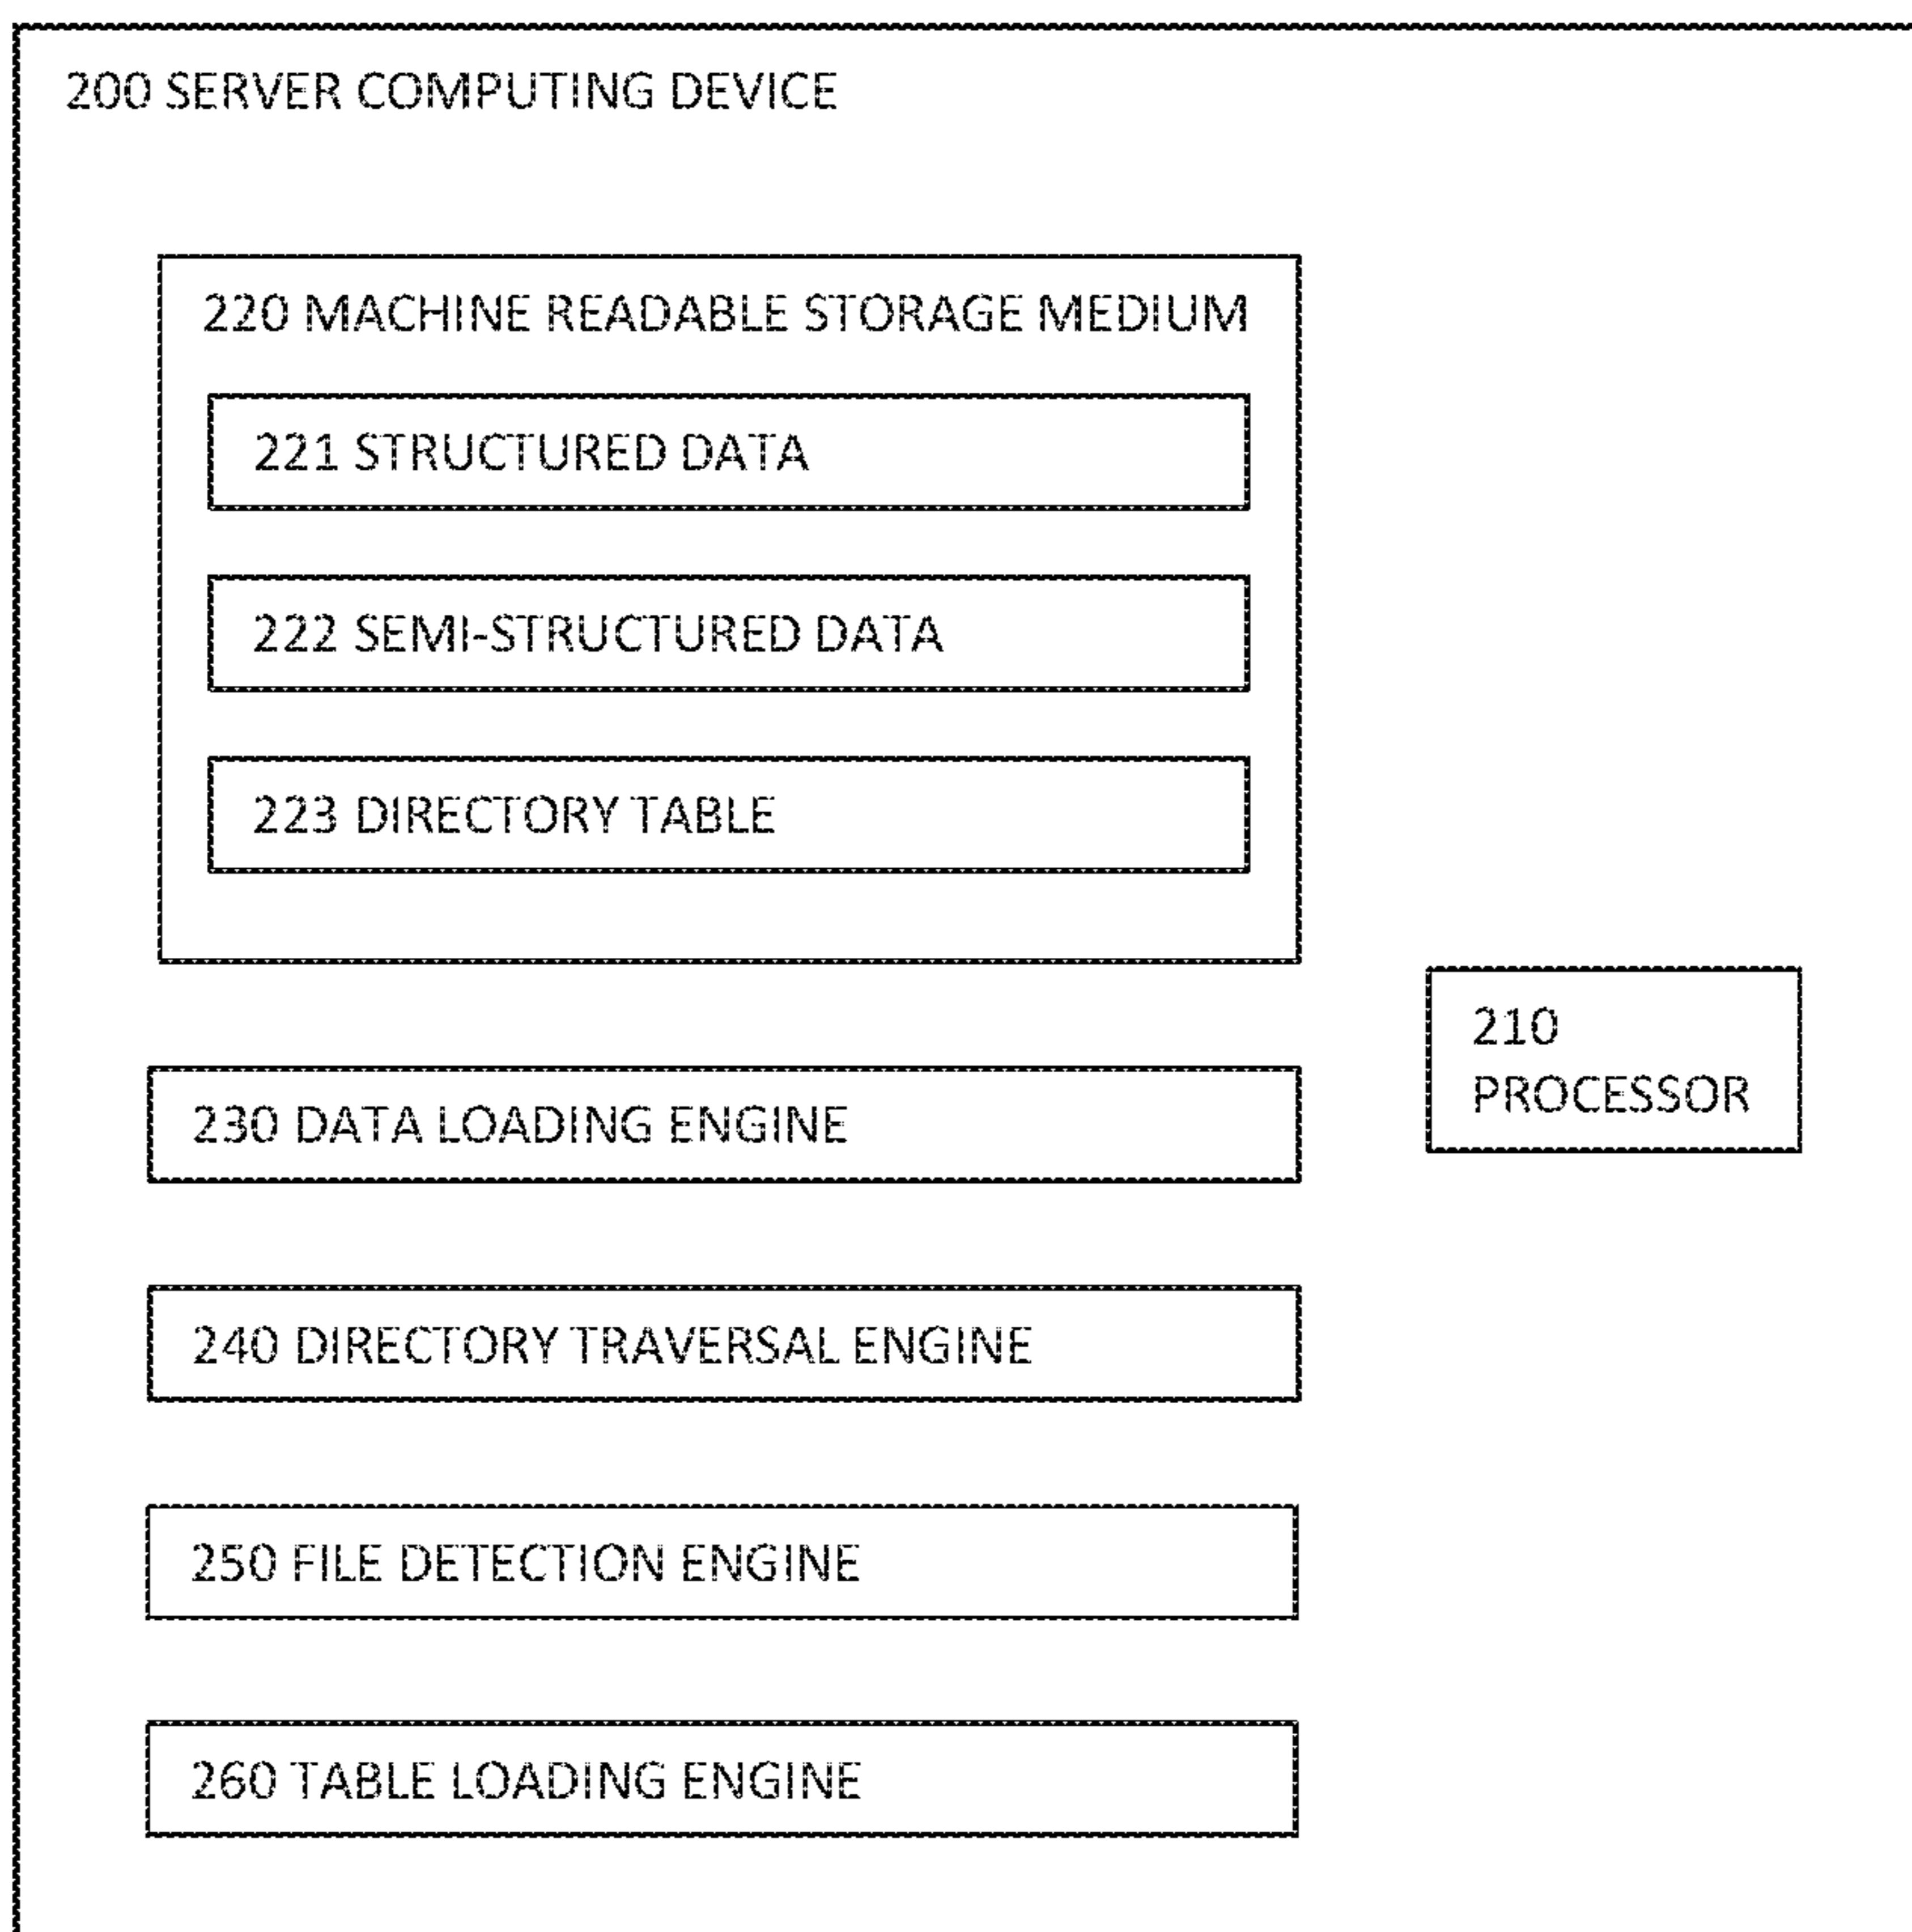 200 SERVER COMPUTING DEVICE
220 MACHINE READABLE STORAGE MEDIUM
221 STRUCTURED DATA
222 SEMI-STRUCTURED DATA
223 DIRECTORY TABLE
210
PROCESSOR
230 DATA LOADING ENGINE
240 DIRECTORY TRAVERSAL ENGINE
250 FILE DETECTION ENGINE
260 TABLE LOADING ENGINE